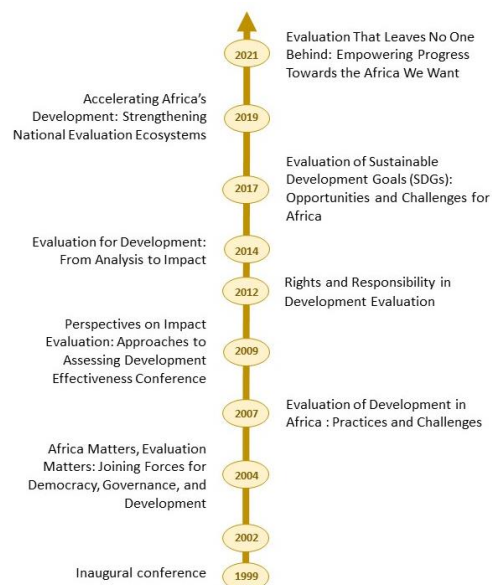 2021
Evaluation That Leaves No One
Behind: Empowering Progress
Towards the Africa We Want
Accelerating Africa's
Development: Strengthening
National Evaluation Ecosystems
2019
2017
Evaluation of Sustainable
Development Goals (SDGs):
Opportunities and Challenges for
Africa
Evaluation for Development:
From Analysis to Impact
2014
2012
Rights and Responsibility in
Development Evaluation
Perspectives on Impact
Evaluation: Approaches to
Assessing Development
Effectiveness Conference
2009
2007
Evaluation of Development in
Africa : Practices and Challenges
Africa Matters, Evaluation
Matters: Joining Forces for
Democracy, Governance, and
Development
2004
2002
Inaugural conference
1999